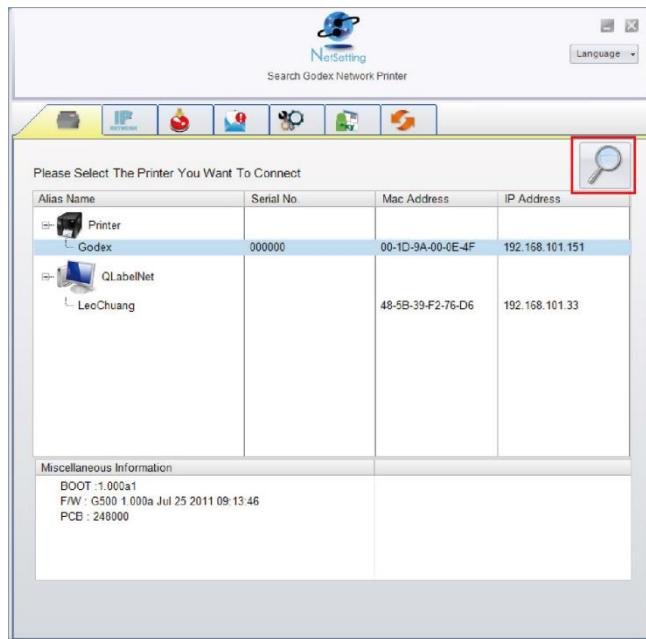 NetSetting
Language
Search Godex Network Printer
IP
NETWORK
Please Select The Printer You Want To Connect
Alias Name Serial No. Mac Address IP Address
Printer
Godex 000000 00-1D-9A-00-0E-4F 192.168.101.151
QLabelNet
LeoChuang 48-5B-39-F2-76-D6 192.168.101.33
Miscellaneous Information
BOOT :1.000a1
F/W : G500 1.000a Jul 25 2011 09:13:46
PCB : 248000